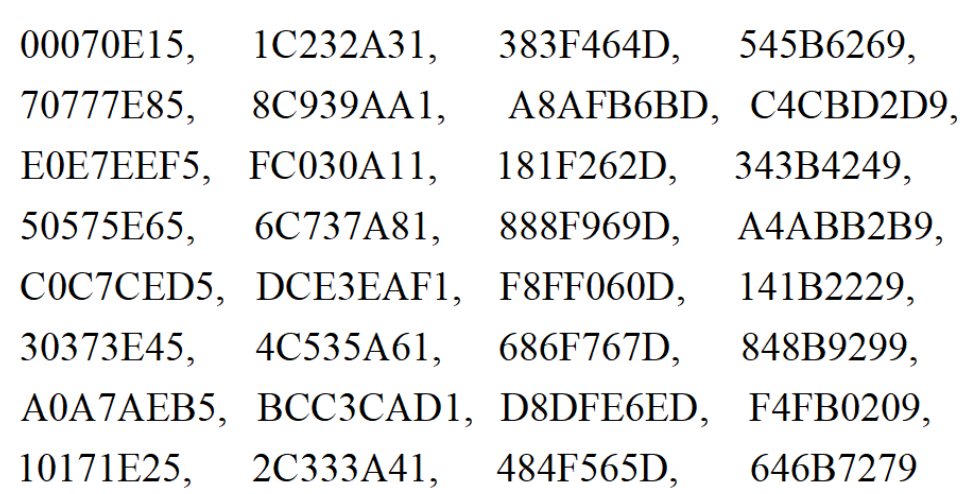 00070E15, 1C232A31, 383F464D, 545B6269,
70777E85, 8C939AA1, A8AFB6BD, C4CBD2D9,
E0E7EEF5, FC030A11, 181F262D, 343B4249,
50575E65, 6C737A81, 888F969D, A4ABB2B9,
C0C7CED5, DCE3EAF1, F8FF060D, 141B2229,
30373E45, 4C535A61, 686F767D, 848B9299,
A0A7AEB5, BCC3CAD1, D8DFE6ED, F4FB0209,
10171E25, 2C333A41, 484F565D, 646B7279